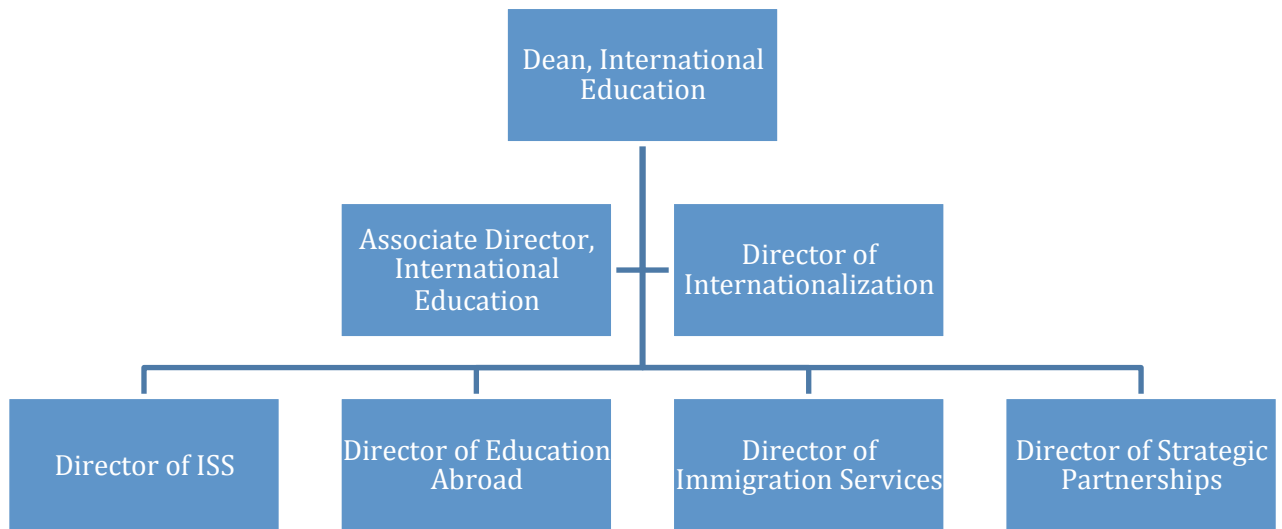 Dean, International
Education
Associate Director,
International
Education
Director of
Internationalization
Director of ISS
Director of Education
Abroad
Director of
Immigration Services
Director of Strategic
Partnerships